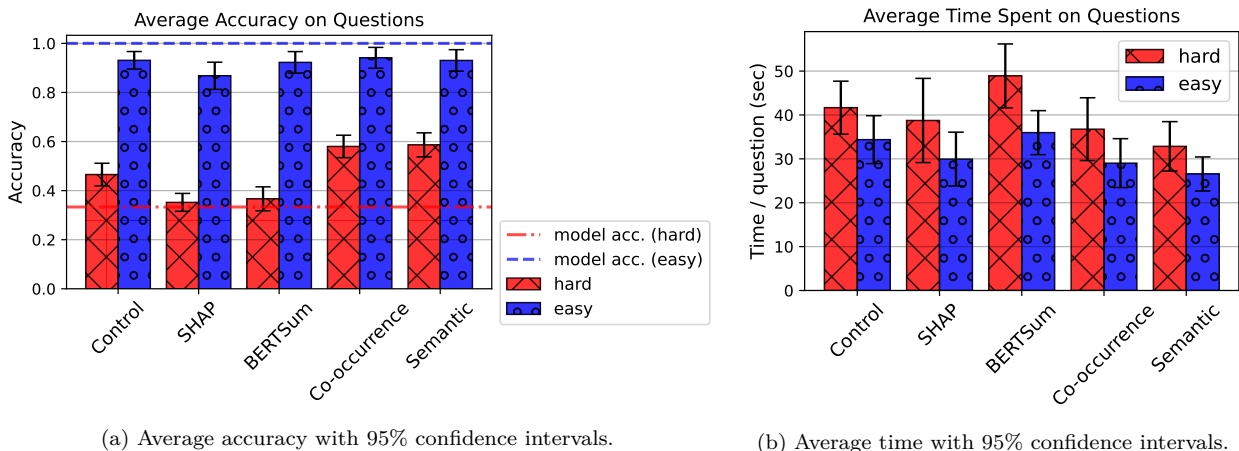 Average Accuracy on Questions
1.0
0.8
0.6
0.4
0.2
0.0
Accuracy
Control
SHAP
BERTSum
Co-occurrence
Semantic
model acc. (hard)
model acc. (easy)
hard
easy
(a) Average accuracy with 95% confidence intervals.
Average Time Spent on Questions
50
40
30
20
10
0
Time / question (sec)
hard
easy
Control
SHAP
BERTSum
Co-occurrence
Semantic
(b) Average time with 95% confidence intervals.